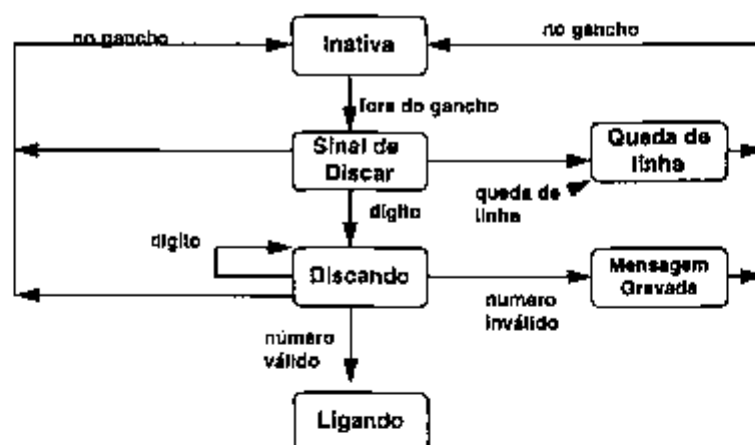 no gancho
Inativa
no gancho
fora do gancho
Sinal de
Discar
Queda de
linha
queda de
linha
dígito
dígito
Discando
Mensagem
Gravada
numero
inválido
número
válido
Ligando